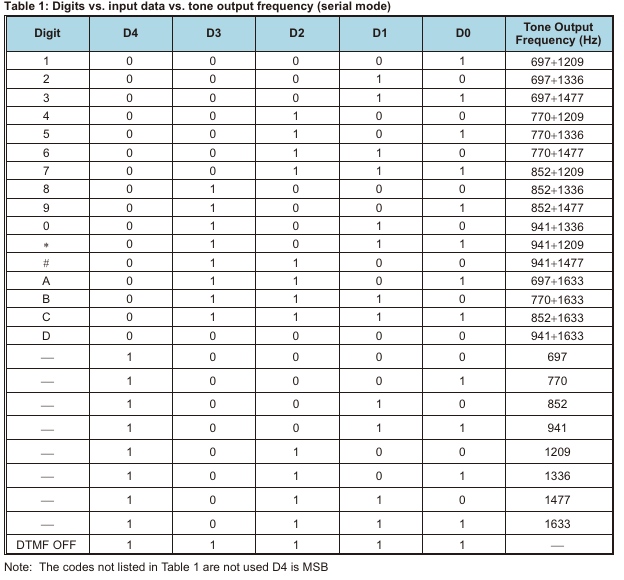 Table 1: Digits vs. input data vs. tone output frequency (serial mode)
Digit D4 D3 D2 D1 D0 Tone Output
Frequency (Hz)
1 0 0 0 0 1 697+1209
2 0 0 0 1 0 697+1336
3 0 0 0 1 1 697+1477
4 0 0 1 0 0 770+1209
5 0 0 1 0 1 770+1336
6 0 0 1 1 0 770+1477
7 0 0 1 1 1 852+1209
8 0 1 0 0 0 852+1336
9 0 1 0 0 1 852+1477
0 0 1 0 1 0 941+1336
* 0 1 0 1 1 941+1209
# 0 1 1 0 0 941+1477
A 0 1 1 0 1 697+1633
B 0 1 1 1 0 770+1633
C 0 1 1 1 1 852+1633
D 0 0 0 0 0 941+1633
— 1 0 0 0 0 697
— 1 0 0 0 1 770
— 1 0 0 1 0 852
— 1 0 0 1 1 941
— 1 0 1 0 0 1209
— 1 0 1 0 1 1336
— 1 0 1 1 0 1477
— 1 0 1 1 1 1633
DTMF OFF 1 1 1 1 1 —
Note: The codes not listed in Table 1 are not used D4 is MSB